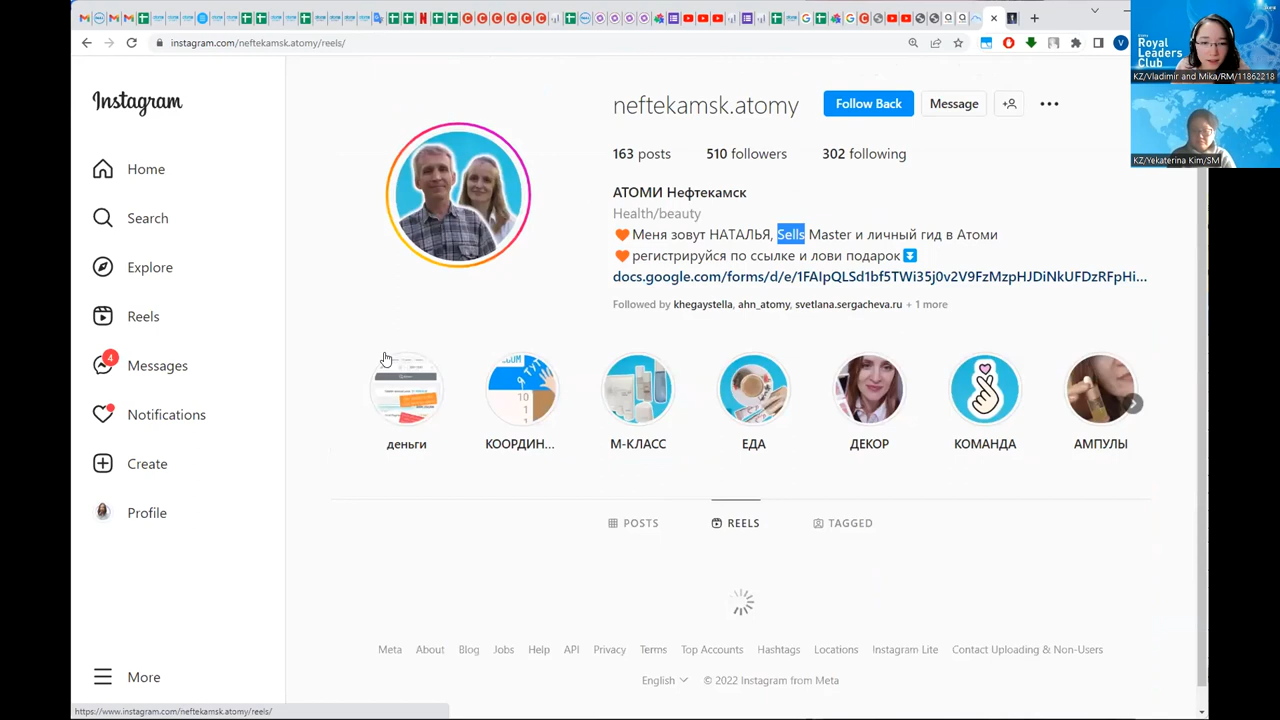 instagram.com/neftekamsk.atomy/reels/
Royal
Leaders
Club
KZ/Vladimir and Mika/RM/11862218
KZ/Yekaterina Kim/SM
Instagram
Home
Search
Explore
Reels
4
Messages
Notifications
Create
Profile
More
neftekamsk.atomy
Follow Back
Message
163 posts 510 followers 302 following
АТОМИ Нефтекамск
Health/beauty
🧡Меня зовут НАТАЛЬЯ, Sells Master и личный гид в Атоми
🧡регистрируйся по ссылке и лови подарок⏬
docs.google.com/forms/d/e/1FAIpQLSd1bf5TWi35j0v2V9FzMzpHJDiNkUFDzRFpHi...
Followed by khegaystella, ahn_atomy, svetlana.sergacheva.ru + 1 more
Я ТУТ
10
1
деньги КООРДИН... М-КЛАСС ЕДА ДЕКОР КОМАНДА АМПУЛЫ
POSTS REELS TAGGED
Meta About Blog Jobs Help API Privacy Terms Top Accounts Hashtags Locations Instagram Lite Contact Uploading & Non-Users
English © 2022 Instagram from Meta
https://www.instagram.com/neftekamsk.atomy/reels/